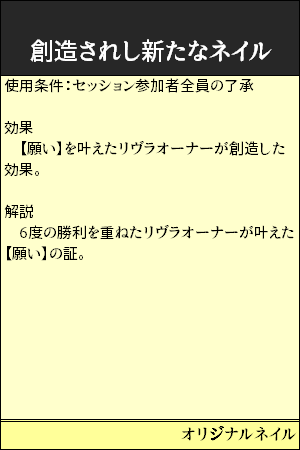 創造されし新たなネイル
使用条件：セッション参加者全員の了承
効果
　【願い】を叶えたリヴラオーナーが創造した
効果。
解説
　6度の勝利を重ねたリヴラオーナーが叶えた
【願い】の証。
オリジナルネイル